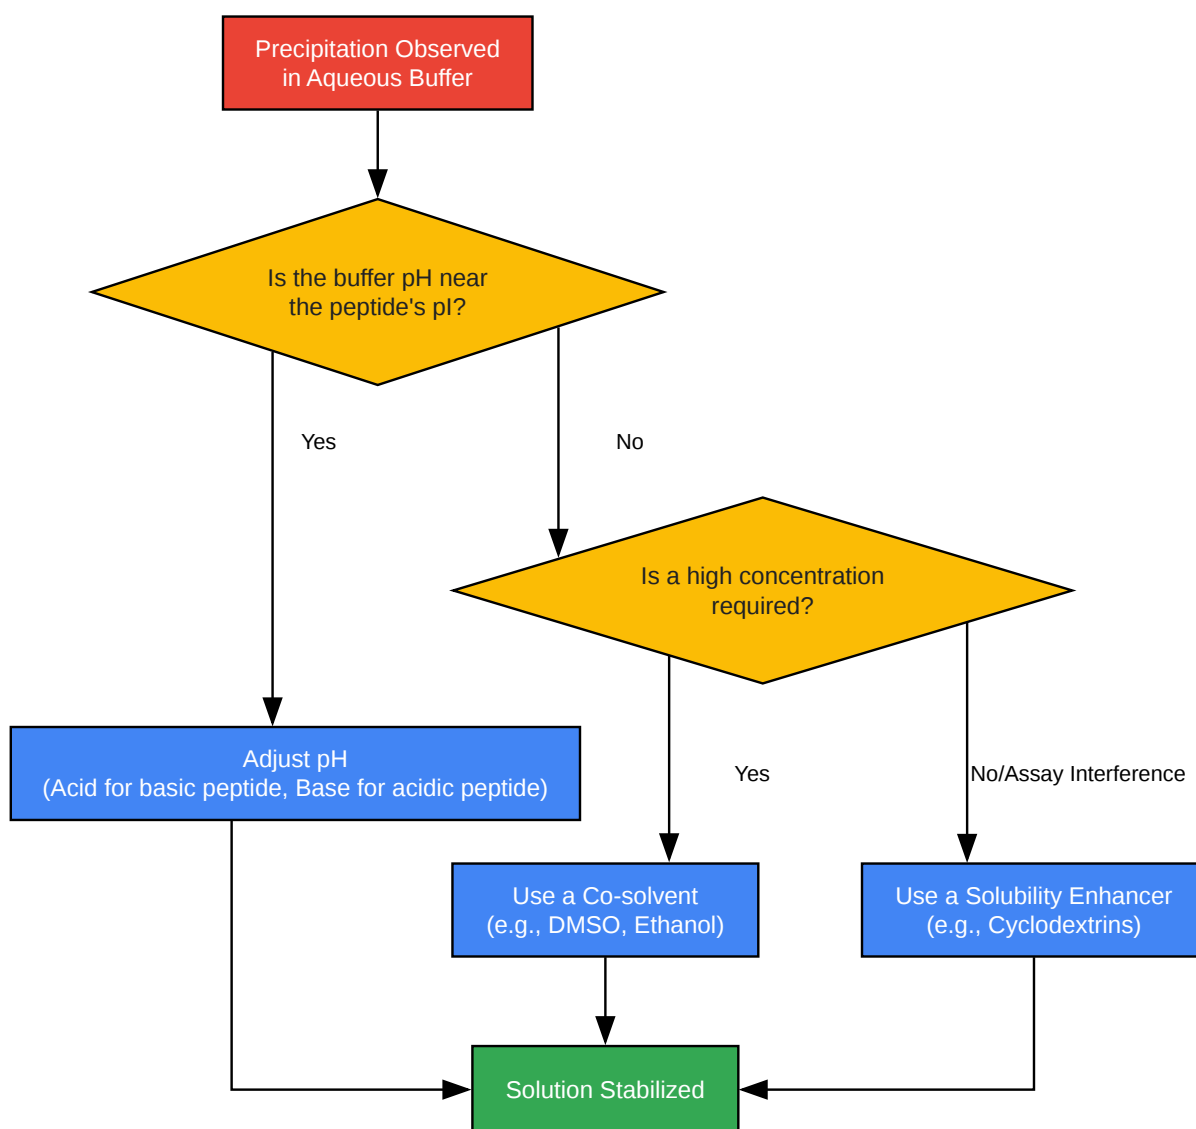 Precipitation Observed
in Aqueous Buffer
Is the buffer pH near
the peptide's pI?
Yes
No
Is a high concentration
required?
Adjust pH
(Acid for basic peptide, Base for acidic peptide)
Yes
No/Assay Interference
Use a Co-solvent
(e.g., DMSO, Ethanol)
Use a Solubility Enhancer
(e.g., Cyclodextrins)
Solution Stabilized